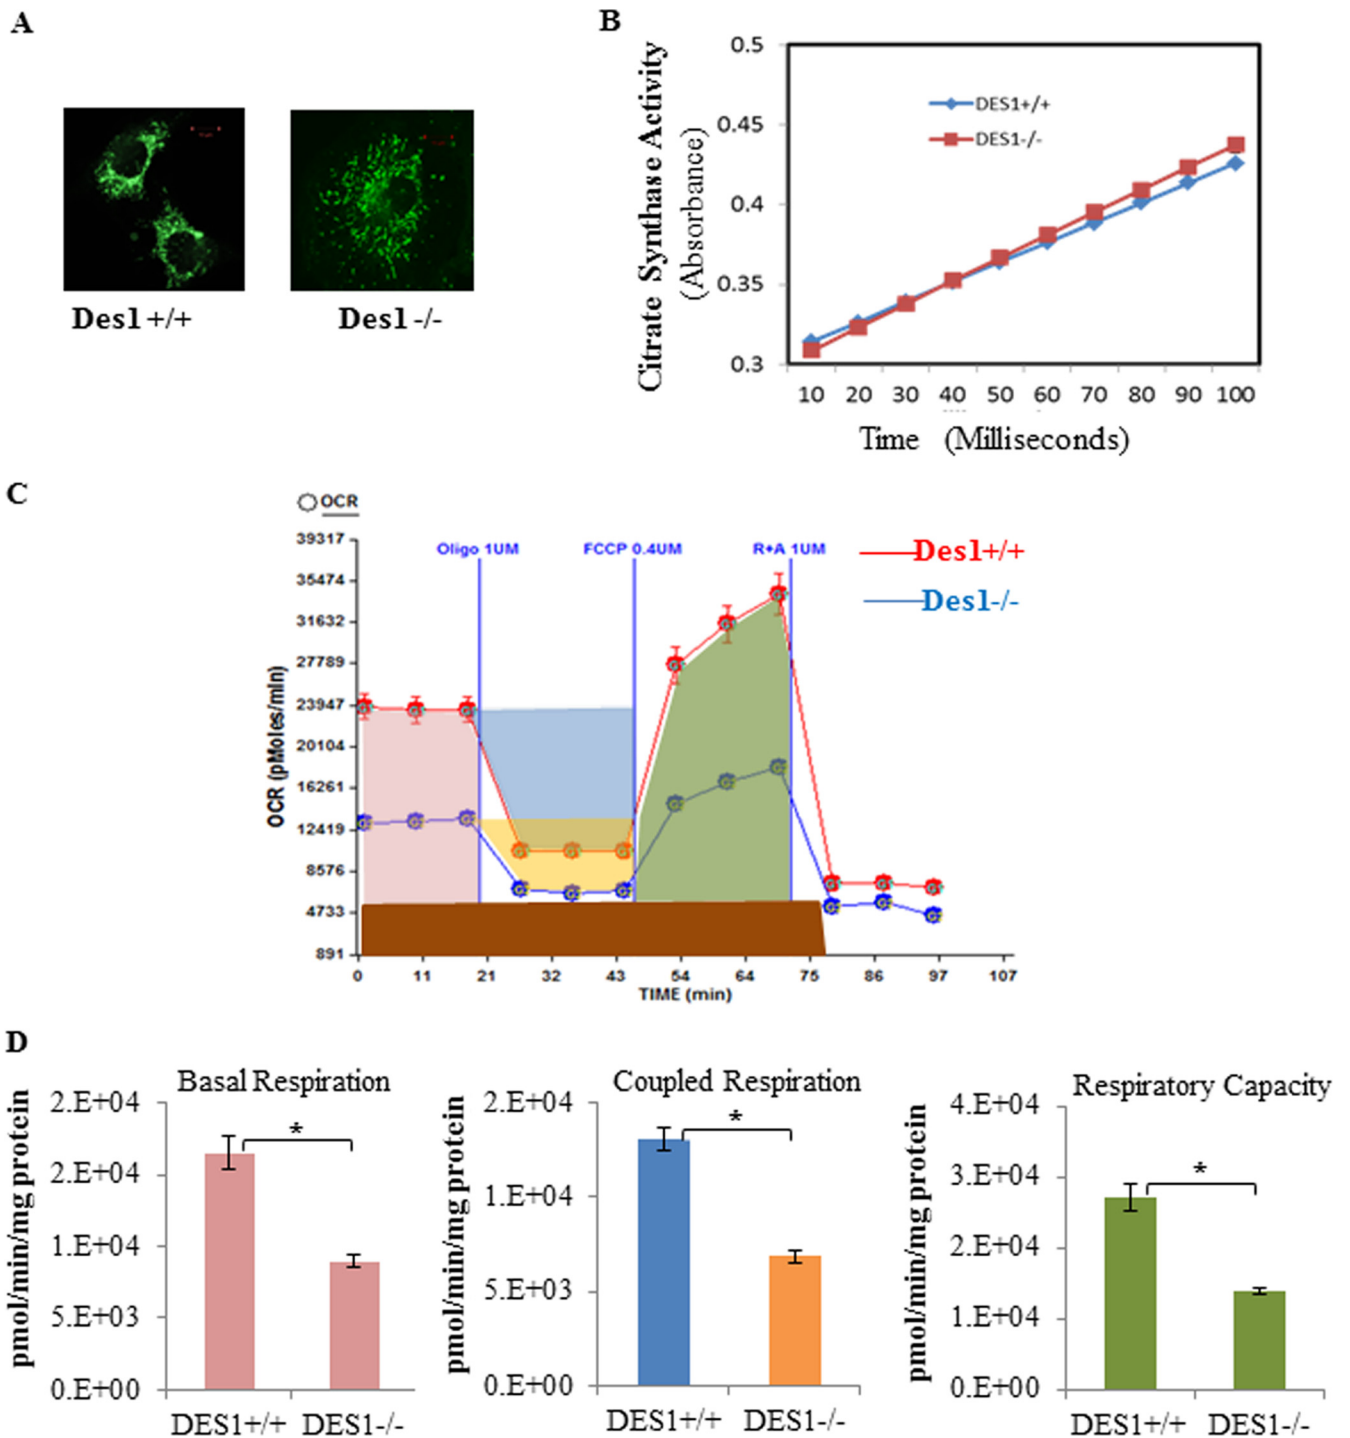 A
Des1 +/+
Des1 -/-
B
Citrate Synthase Activity
(Absorbance)
0.5
0.45
0.4
0.35
0.3
DES1+/+
DES1-/-
10 20 30 40 50 60 70 80 90 100
Time (Milliseconds)
C
OCR
OCR (pMoles/min)
39317
35474
31632
27789
23947
20104
16261
12419
8576
4733
891
Oligo 1UM
FCCP 0.4UM
R+A 1UM
Des1+/+
Des1-/-
0 11 21 32 43 54 64 75 86 97 107
TIME (min)
D
Basal Respiration
pmol/min/mg protein
2.E+04
2.E+04
1.E+04
5.E+03
0.E+00
*
DES1+/+ DES1-/-
Coupled Respiration
pmol/min/mg protein
2.E+04
1.E+04
5.E+03
0.E+00
*
DES1+/+ DES1-/-
Respiratory Capacity
pmol/min/mg protein
4.E+04
3.E+04
2.E+04
1.E+04
0.E+00
*
DES1+/+ DES1-/-